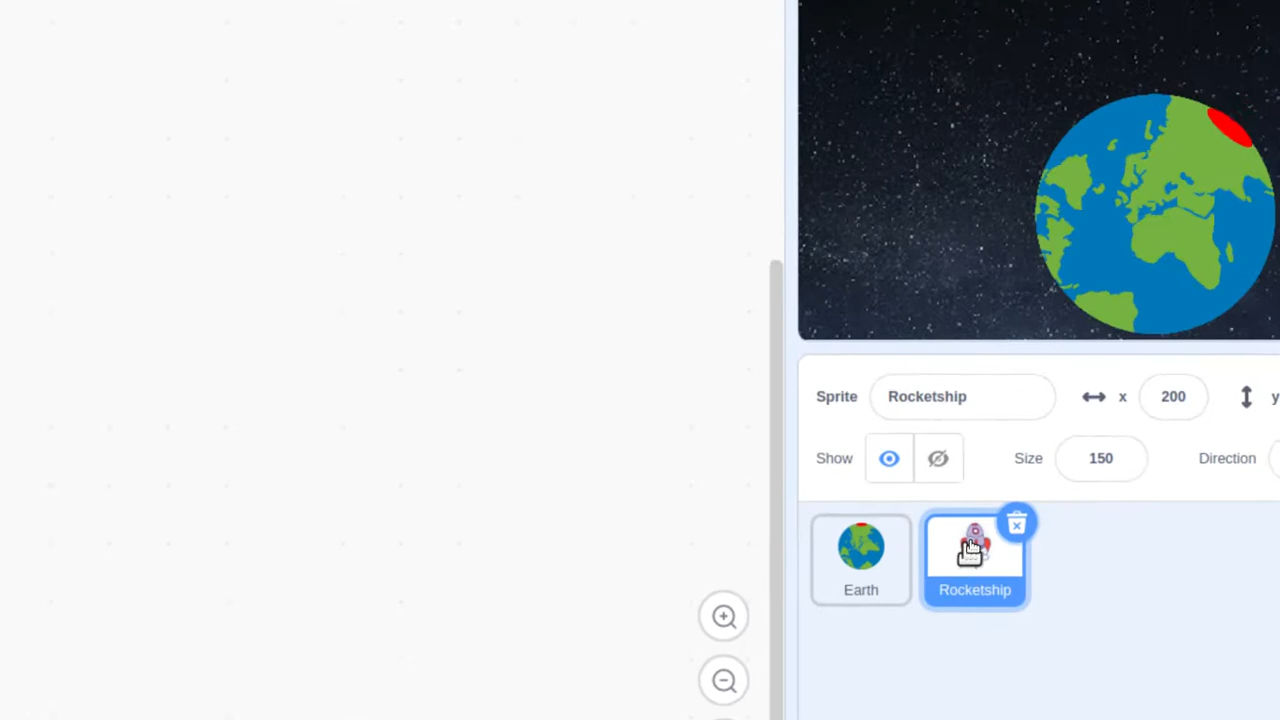 Sprite Rocketship x 200 y
Show Size 150 Direction
Earth Rocketship